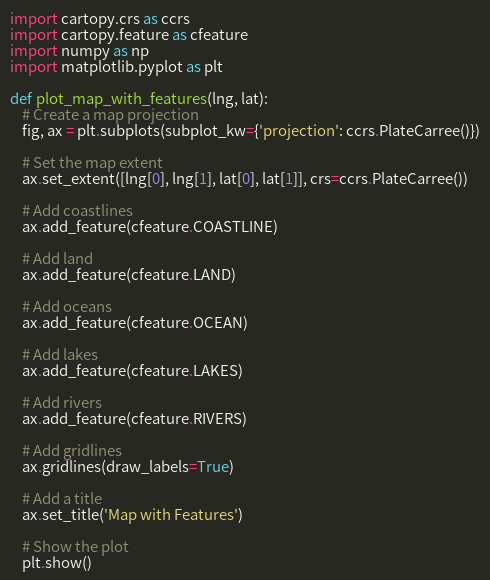 import cartopy.crs as ccrs
import cartopy.feature as cfeature
import numpy as np
import matplotlib.pyplot as plt

def plot_map_with_features(lng, lat):
    # Create a map projection
    fig, ax = plt.subplots(subplot_kw={'projection': ccrs.PlateCarree()})

    # Set the map extent
    ax.set_extent([lng[0], lng[1], lat[0], lat[1]], crs=ccrs.PlateCarree())

    # Add coastlines
    ax.add_feature(cfeature.COASTLINE)

    # Add land
    ax.add_feature(cfeature.LAND)

    # Add oceans
    ax.add_feature(cfeature.OCEAN)

    # Add lakes
    ax.add_feature(cfeature.LAKES)

    # Add rivers
    ax.add_feature(cfeature.RIVERS)

    # Add gridlines
    ax.gridlines(draw_labels=True)

    # Add a title
    ax.set_title('Map with Features')

    # Show the plot
    plt.show()